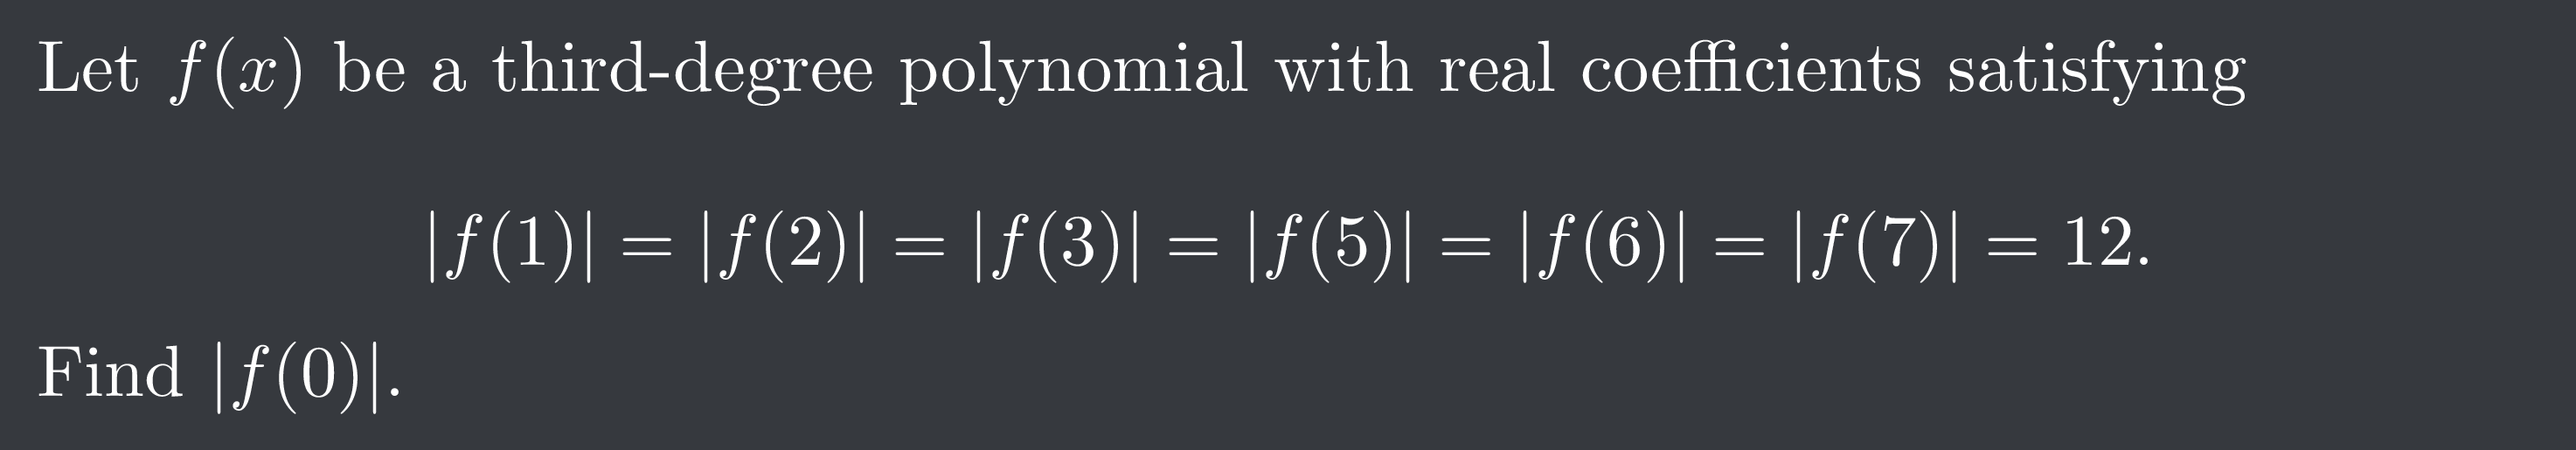 Let f(x) be a third-degree polynomial with real coefficients satisfying
|f(1)| = |f(2)| = |f(3)| = |f(5)| = |f(6)| = |f(7)| = 12.
Find |f(0)|.